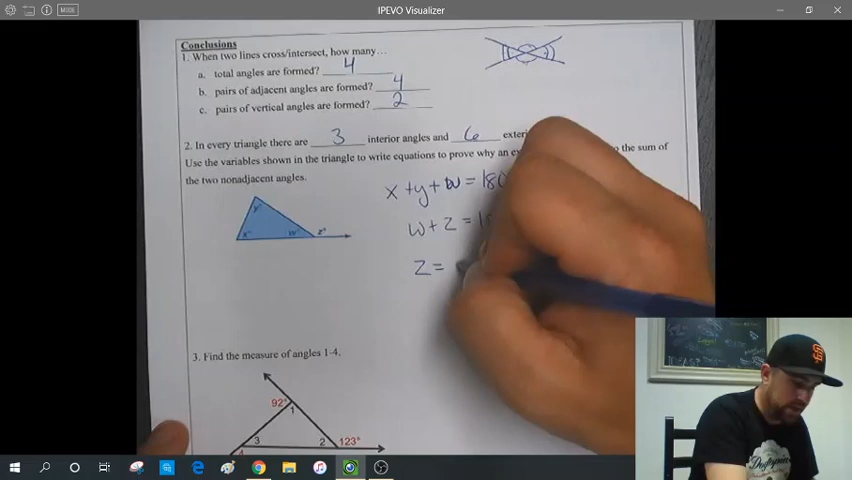 IPEVO Visualizer
MODE
Conclusions
1. When two lines cross/intersect, how many…
a. total angles are formed? 4
b. pairs of adjacent angles are formed? 4
c. pairs of vertical angles are formed? 2
2. In every triangle there are 3 interior angles and 6
Use the variables shown in the triangle to write equations to prove why an the sum of
the two nonadjacent angles.
x + y + w = 180
w + z =
z =
y°
x° w° z°
3. Find the measure of angles 1-4.
92°
1
3 2 123°
4